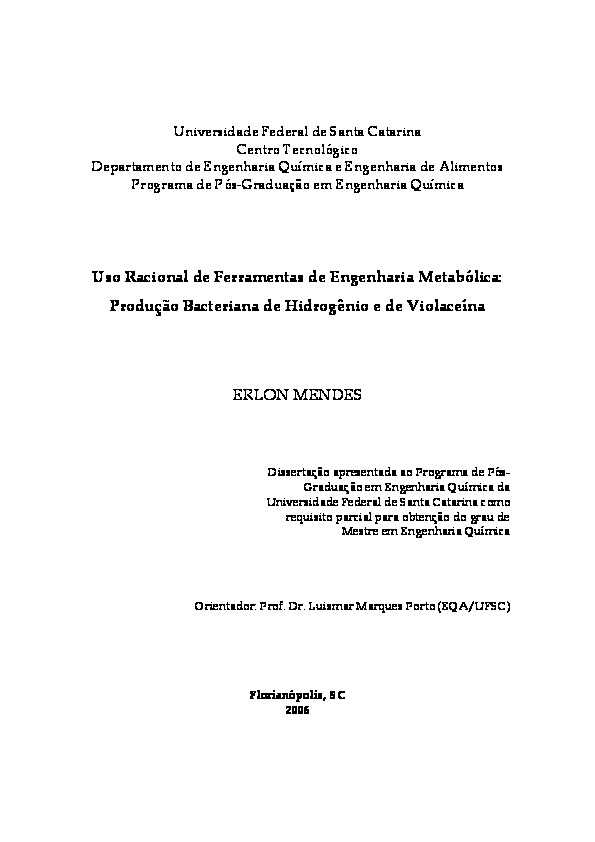 Universidade Federal de Santa Catarina
Centro Tecnológico
Departamento de Engenharia Química e Engenharia de Alimentos
Programa de Pós-Graduação em Engenharia Química
Uso Racional de Ferramentas de Engenharia Metabólica:
Produção Bacteriana de Hidrogênio e de Violaceína
ERLON MENDES
Dissertação apresentada ao Programa de Pós-
Graduação em Engenharia Química da
Universidade Federal de Santa Catarina como
requisito parcial para obtenção do grau de
Mestre em Engenharia Química
Orientador: Prof. Dr. Luismar Marques Porto (EQA/UFSC)
Florianópolis, SC
2006